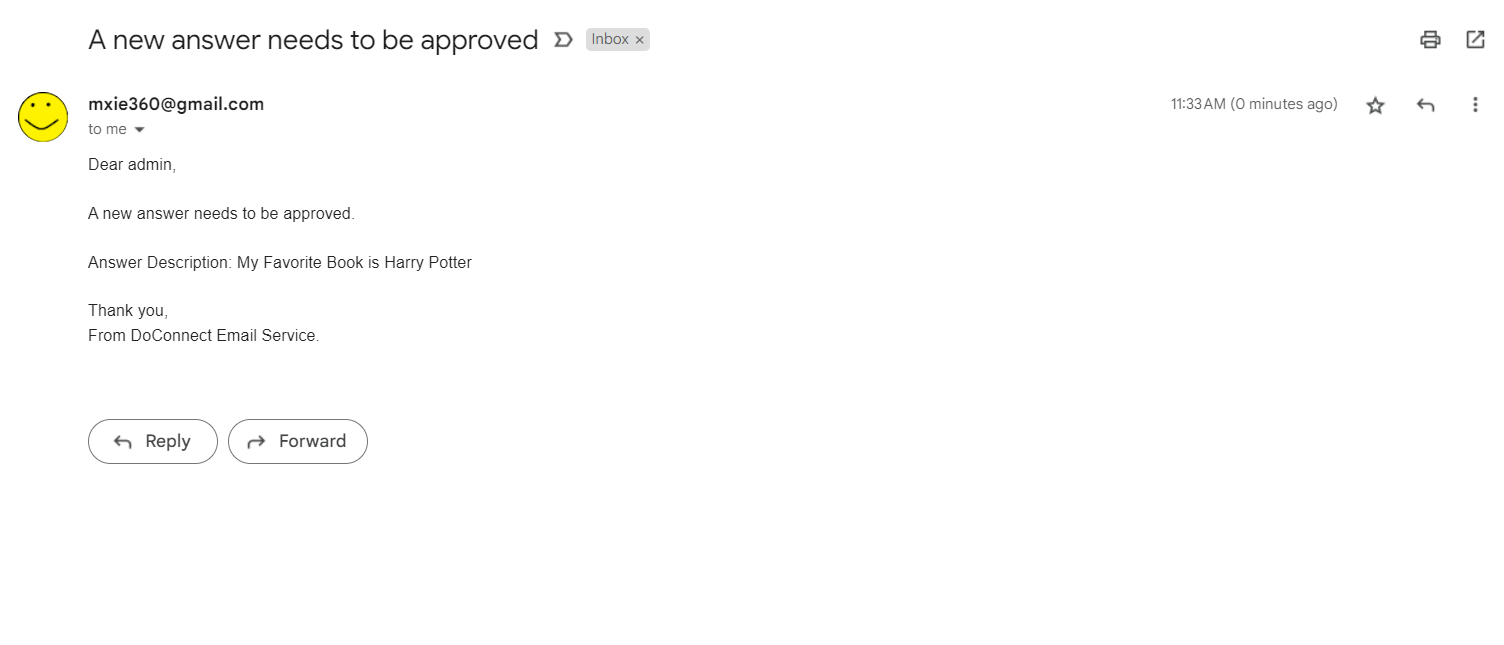 A new answer needs to be approved Inbox ×
mxie360@gmail.com 11:33 AM (0 minutes ago)
to me
Dear admin,
A new answer needs to be approved.
Answer Description: My Favorite Book is Harry Potter
Thank you,
From DoConnect Email Service.
Reply Forward